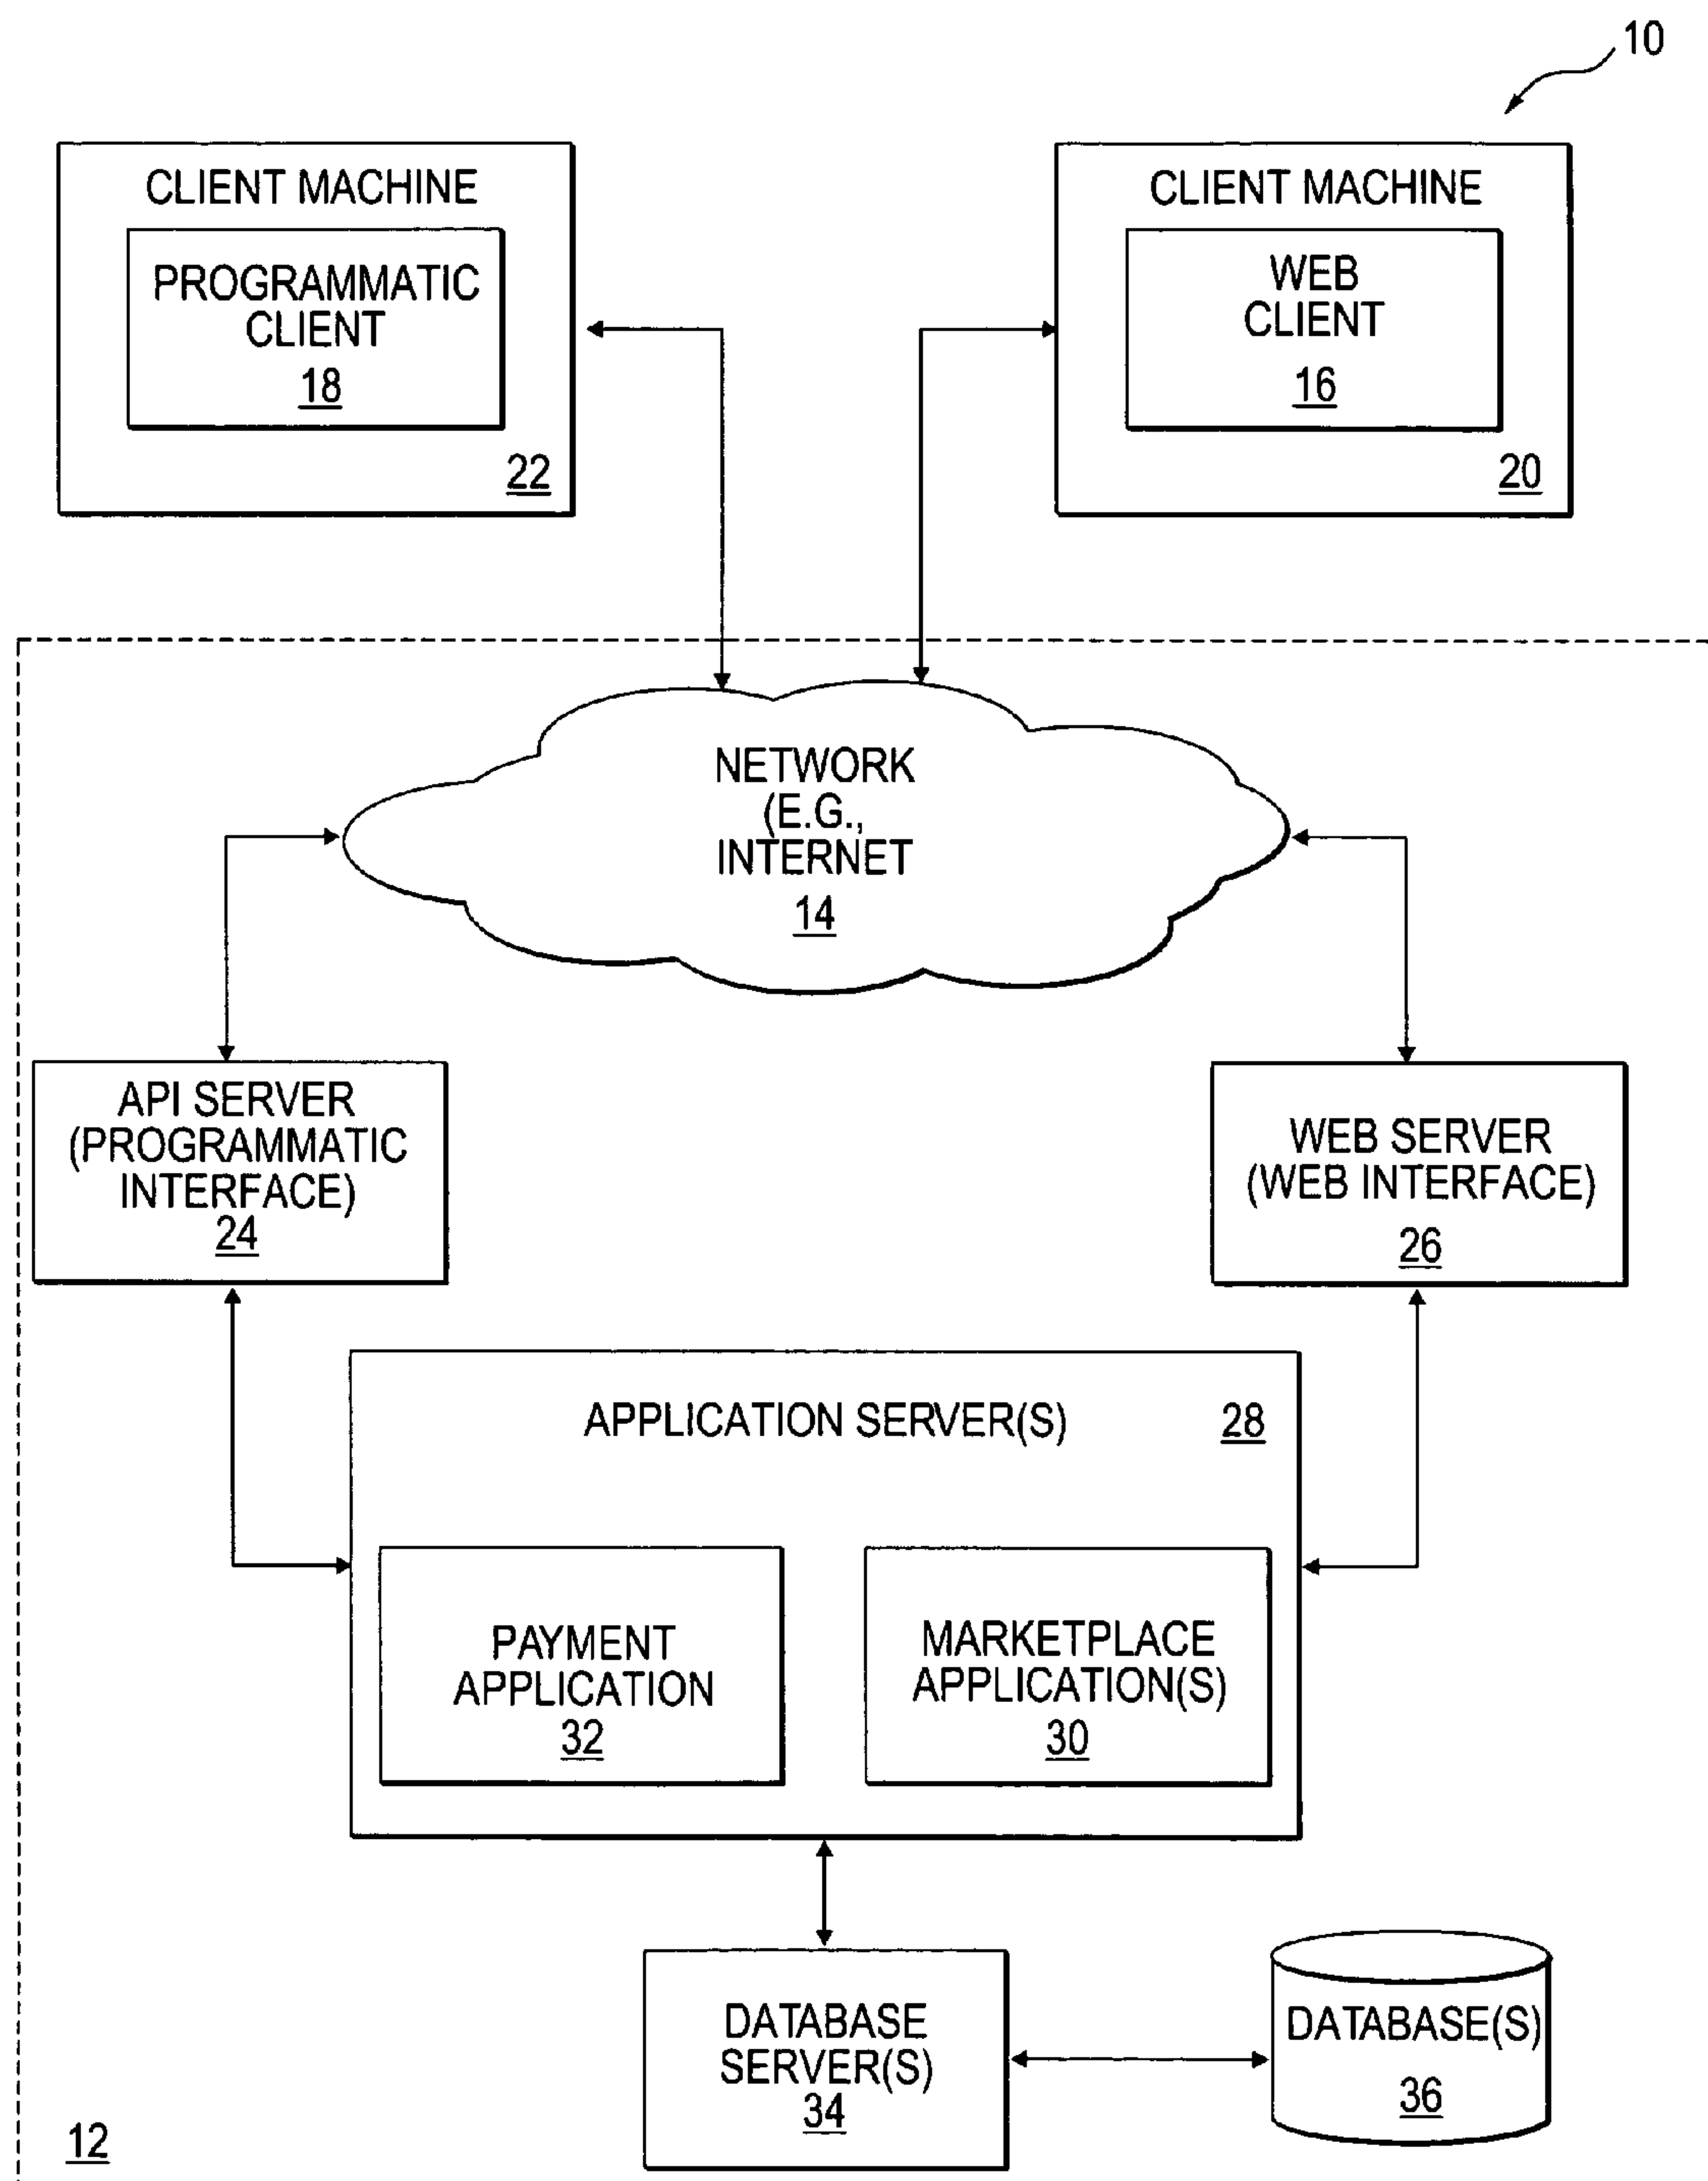 10
CLIENT MACHINE
PROGRAMMATIC
CLIENT
18
22
CLIENT MACHINE
WEB
CLIENT
16
20
NETWORK
(E.G.,
INTERNET
14
API SERVER
(PROGRAMMATIC
INTERFACE)
24
WEB SERVER
(WEB INTERFACE)
26
APPLICATION SERVER(S)
28
PAYMENT
APPLICATION
32
MARKETPLACE
APPLICATION(S)
30
DATABASE
SERVER(S)
34
DATABASE(S)
36
12